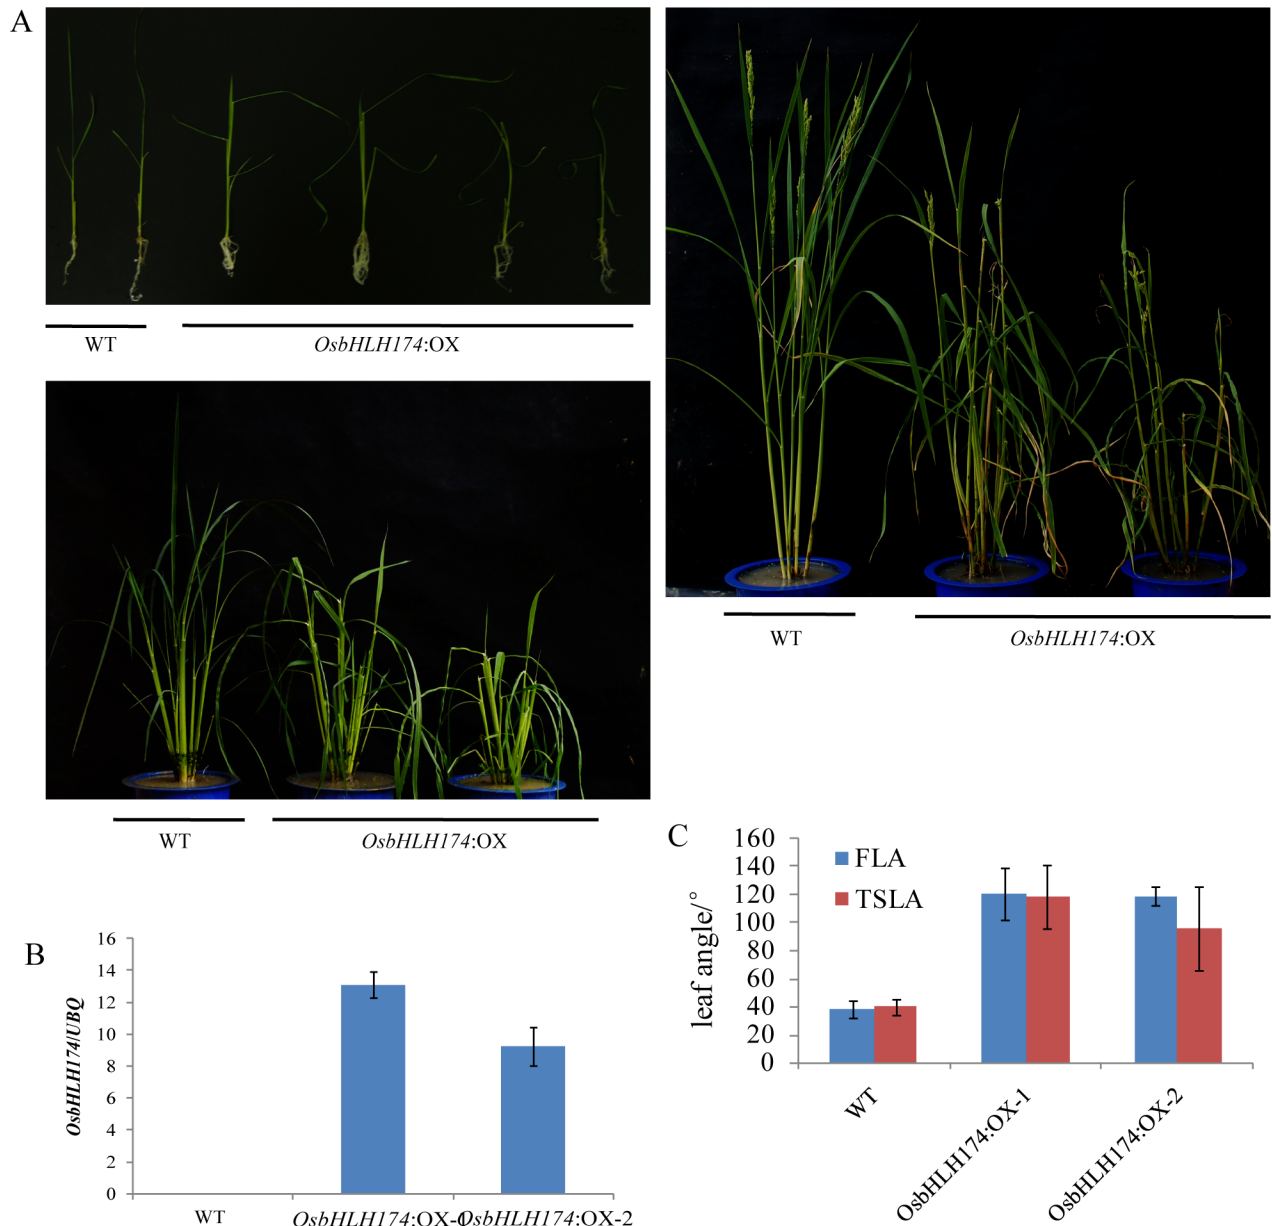 A
WT
OsbHLH174:OX
WT
OsbHLH174:OX
WT
OsbHLH174:OX
B
OsbHLH174/UBQ
16
14
12
10
8
6
4
2
0
WT
OsbHLH174:OX-1
OsbHLH174:OX-2
C
leaf angle/°
160
140
120
100
80
60
40
20
0
FLA
TSLA
WT
OsbHLH174:OX-1
OsbHLH174:OX-2